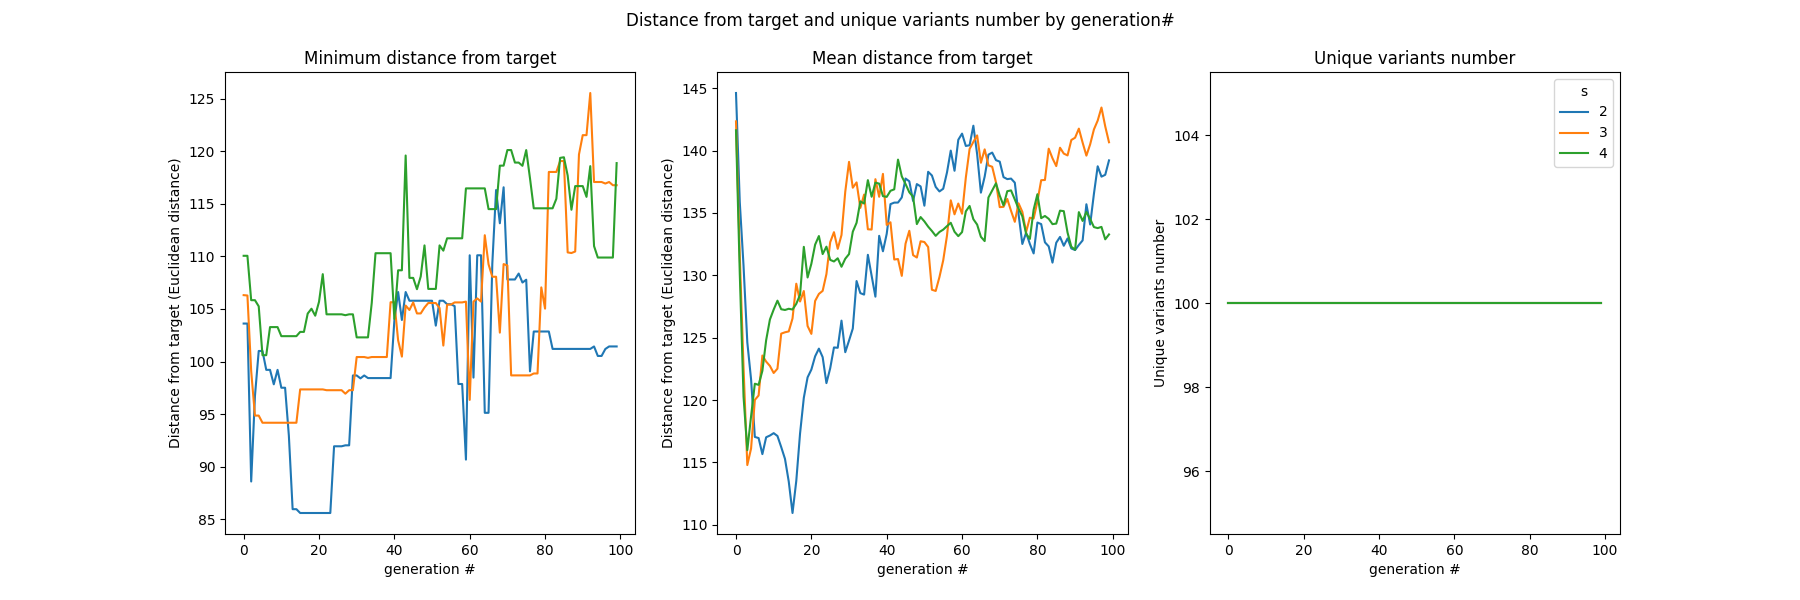 Distance from target and unique variants number by generation#
Minimum distance from target
Distance from target (Euclidean distance)
125
120
115
110
105
100
95
90
85
0 20 40 60 80 100
generation #
Mean distance from target
Distance from target (Euclidean distance)
145
140
135
130
125
120
115
110
0 20 40 60 80 100
generation #
Unique variants number
Unique variants number
104
102
100
98
96
0 20 40 60 80 100
generation #
s
2
3
4